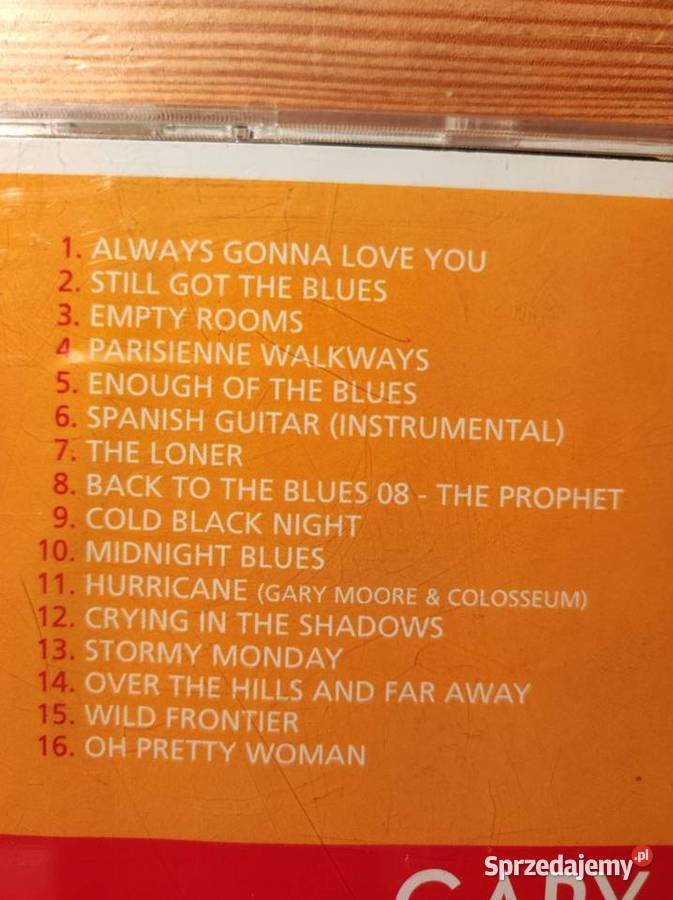 1. ALWAYS GONNA LOVE YOU
2. STILL GOT THE BLUES
3. EMPTY ROOMS
4 PARISIENNE WALKWAYS
5. ENOUGH OF THE BLUES
6. SPANISH GUITAR (INSTRUMENTAL)
7. THE LONER
8. BACK TO THE BLUES 08 - THE PROPHET
9. COLD BLACK NIGHT
10. MIDNIGHT BLUES
11. HURRICANE (GARY MOORE & COLOSSEUM)
12. CRYING IN THE SHADOWS
13. STORMY MONDAY
14. OVER THE HILLS AND FAR AWAY
15. WILD FRONTIER
16. OH PRETTY WOMAN
GARY
Sprzedajemy.pl